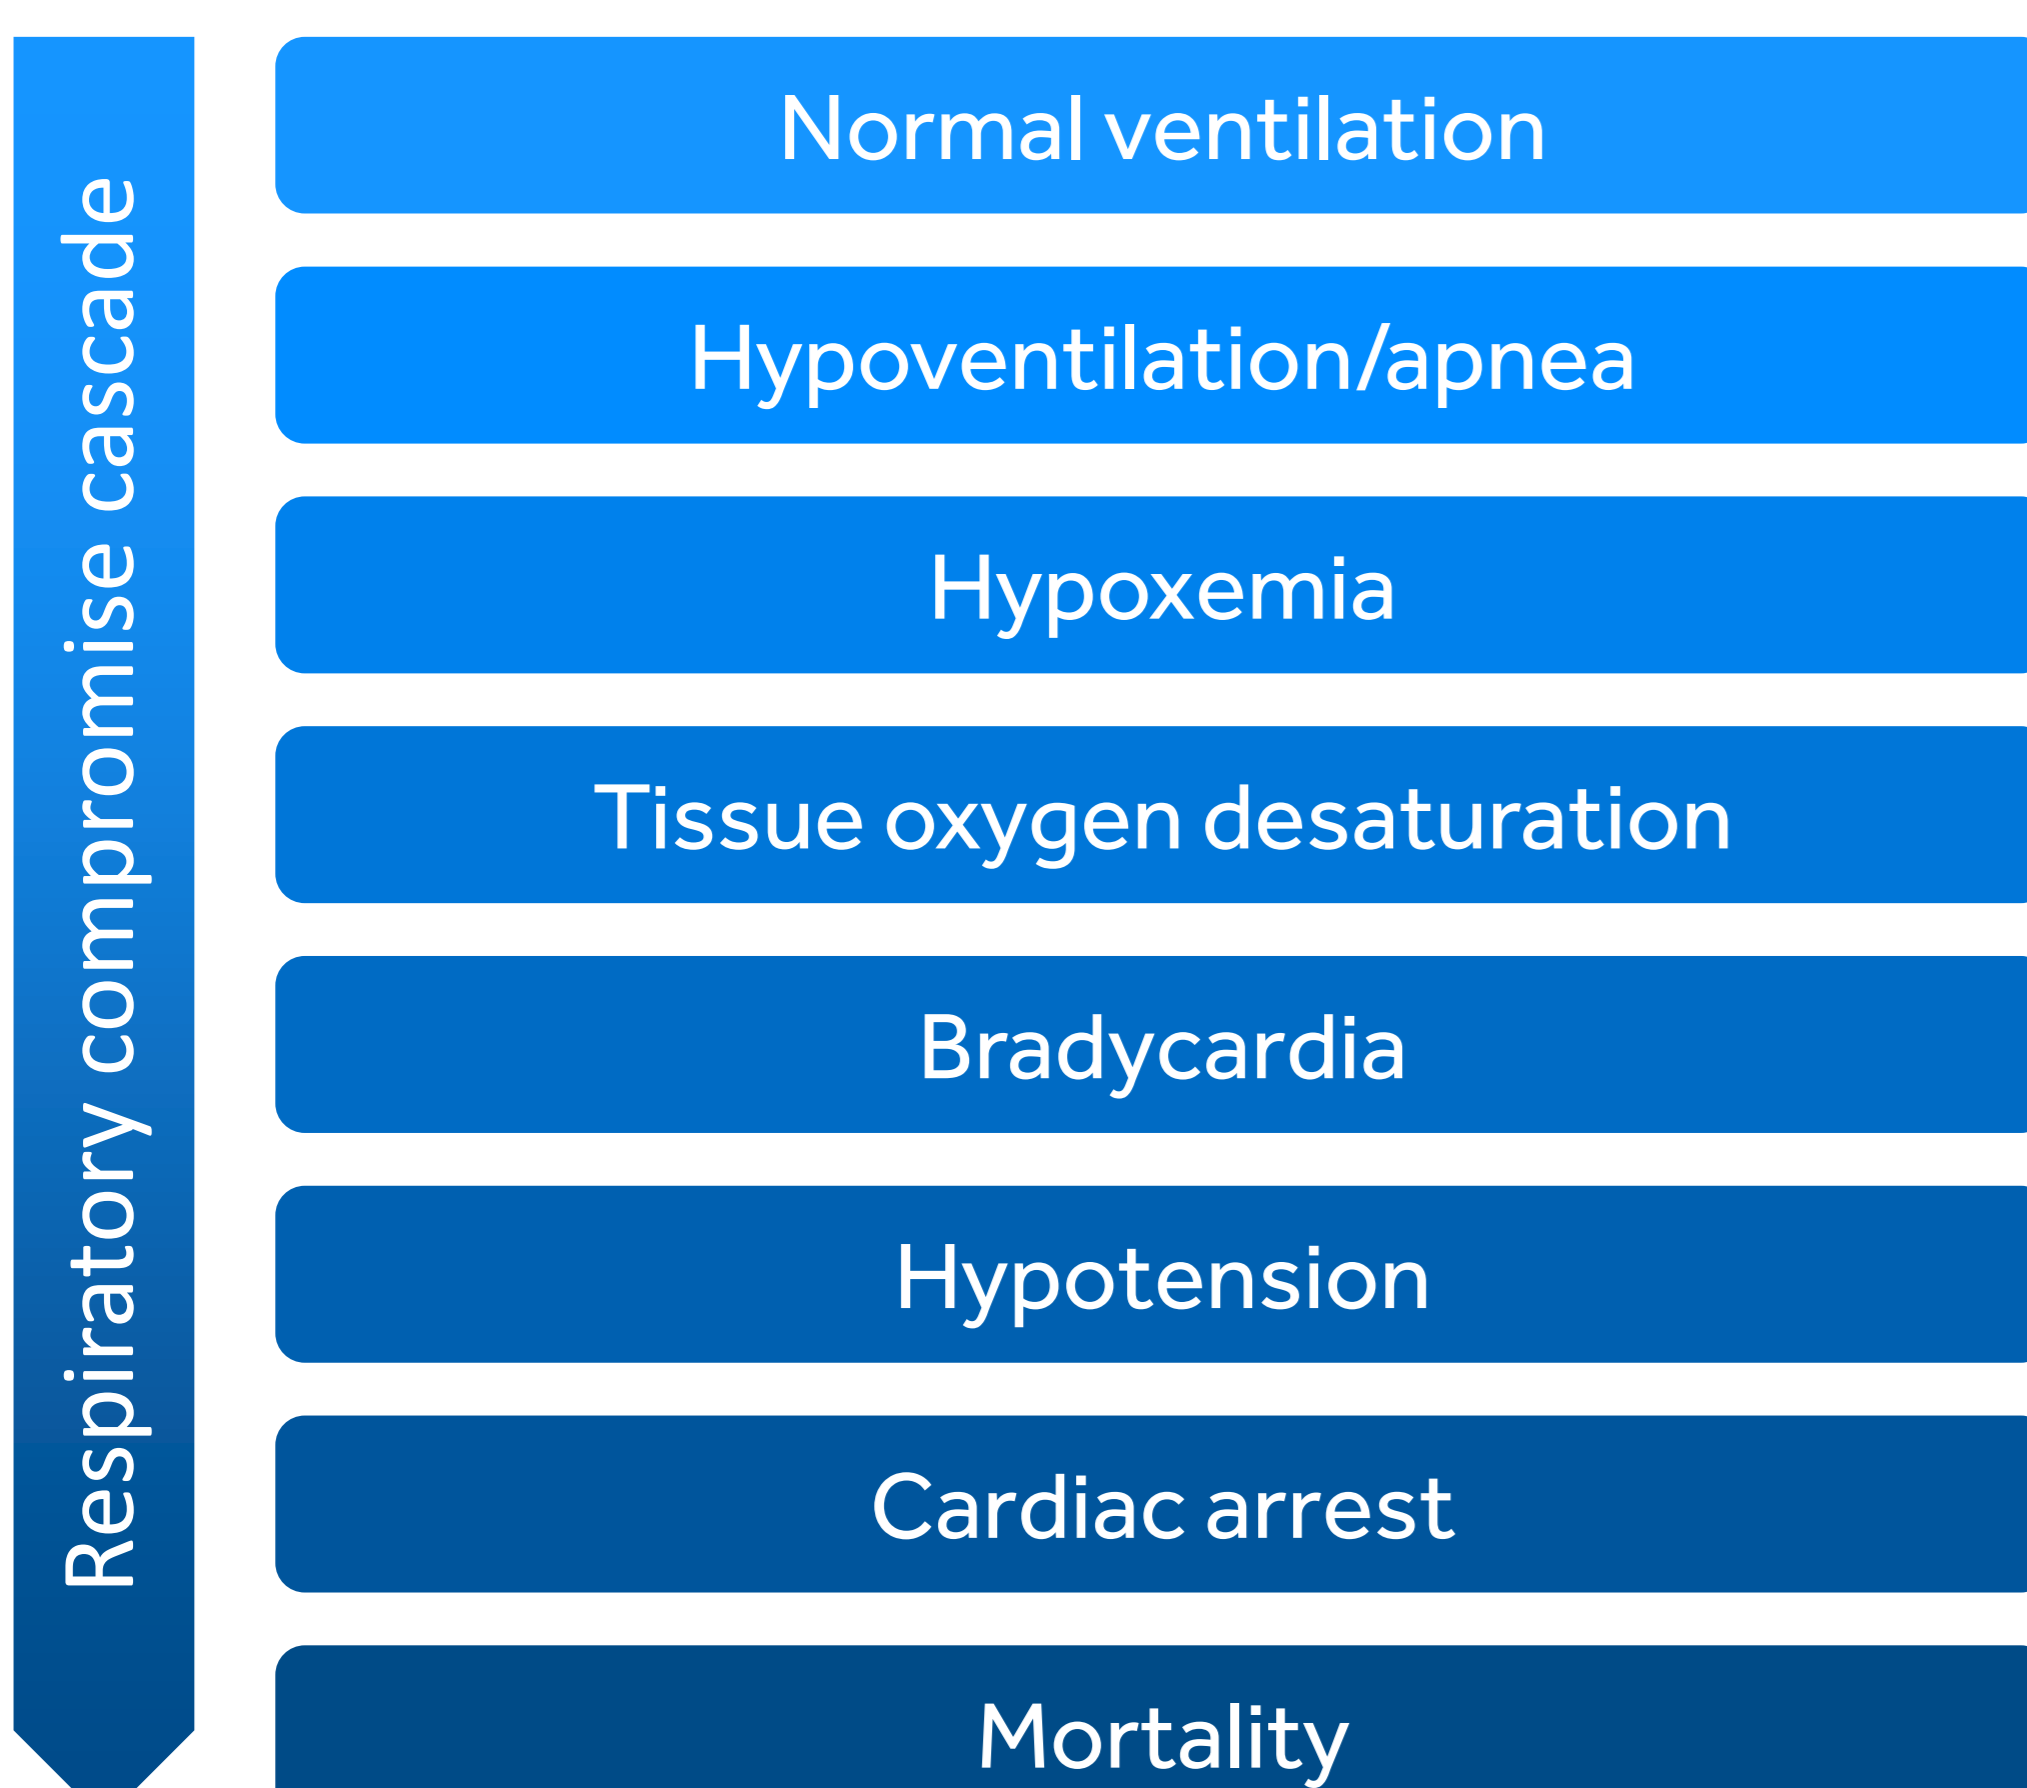 Respiratory compromise cascade
Normal ventilation
Hypoventilation/apnea
Hypoxemia
Tissue oxygen desaturation
Bradycardia
Hypotension
Cardiac arrest
Mortality